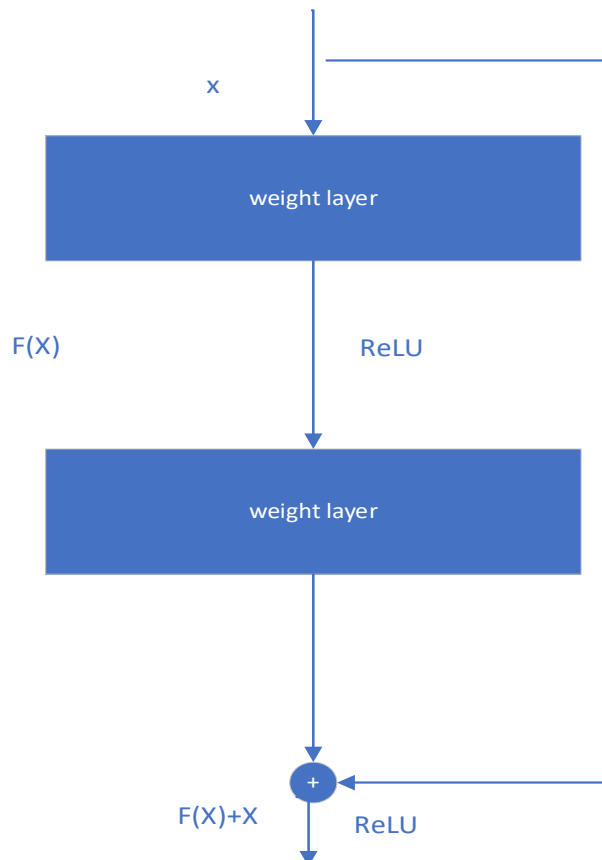 x
weight layer
F(X)
ReLU
weight layer
+
F(X)+X
ReLU